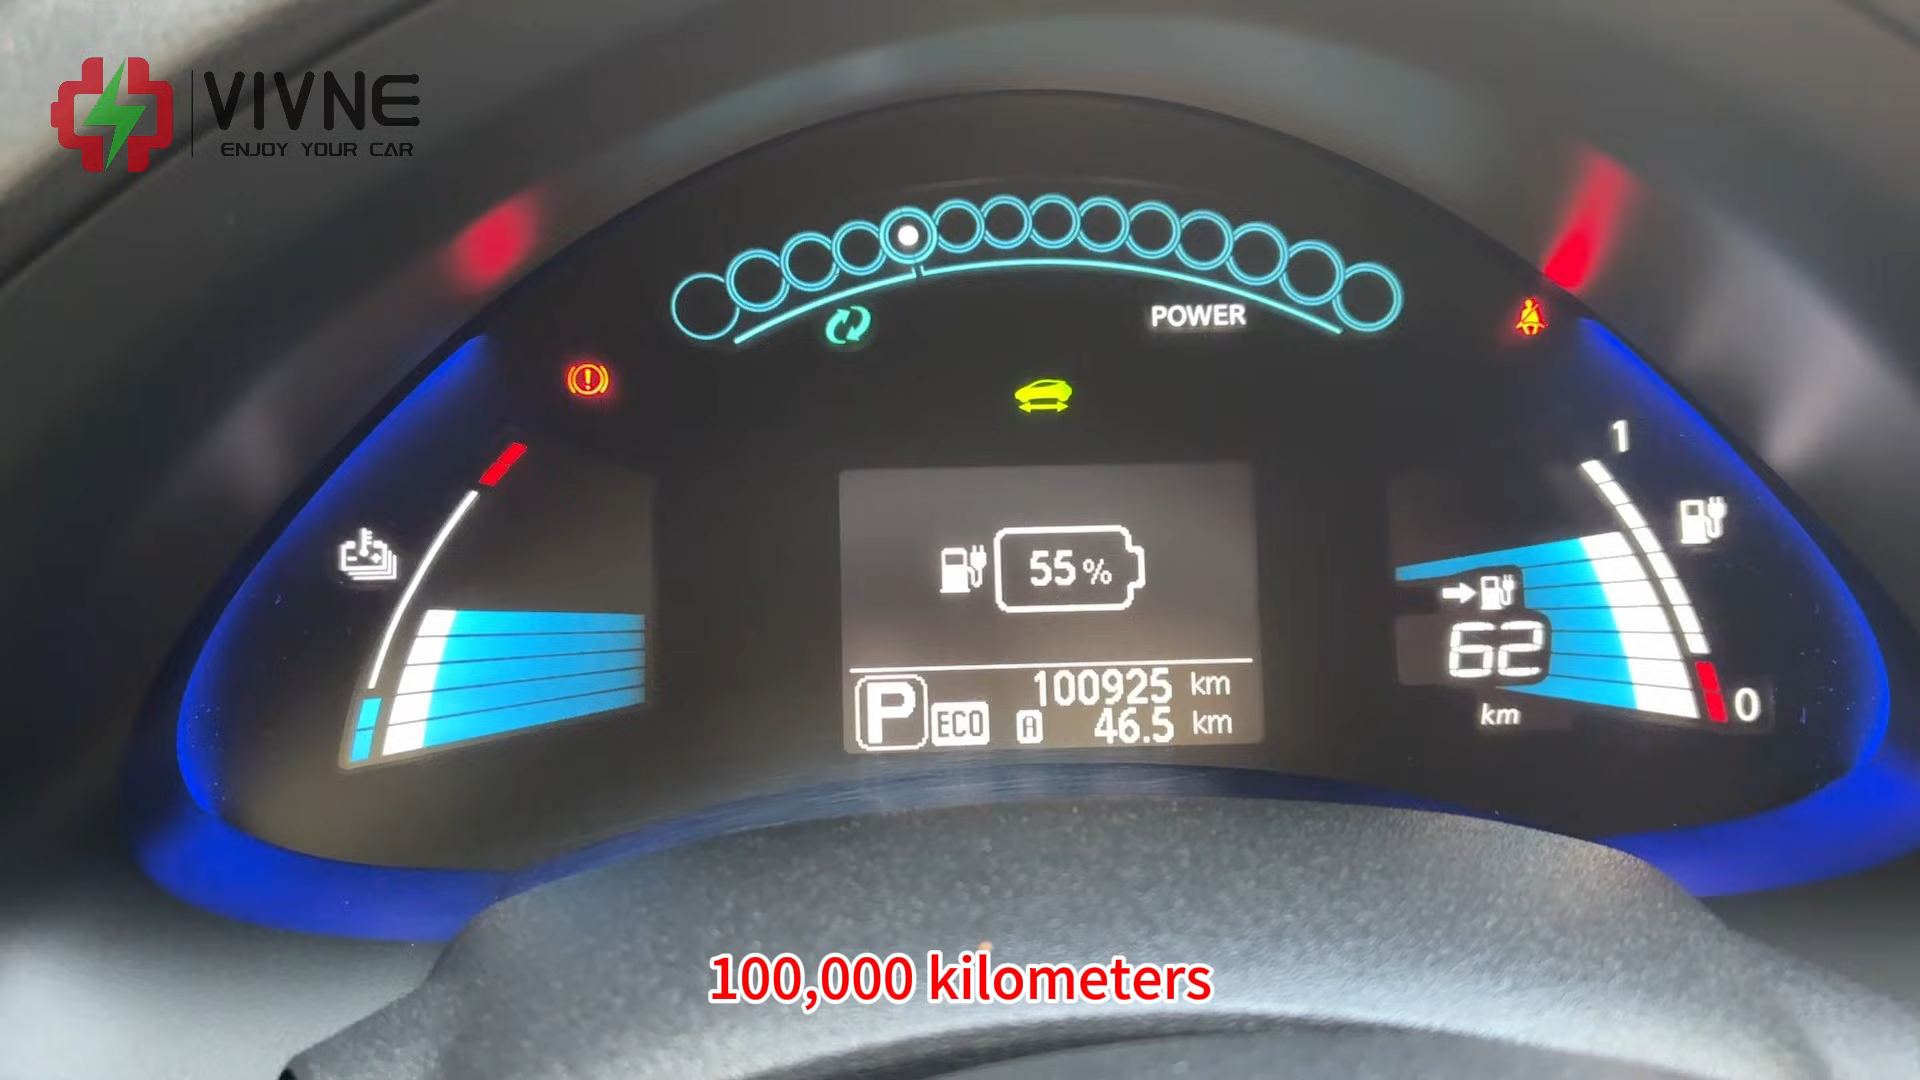 VIVNE
ENJOY YOUR CAR
POWER
1
55%
62
km
0
100925 km
P ECO A 46.5 km
100,000 kilometers